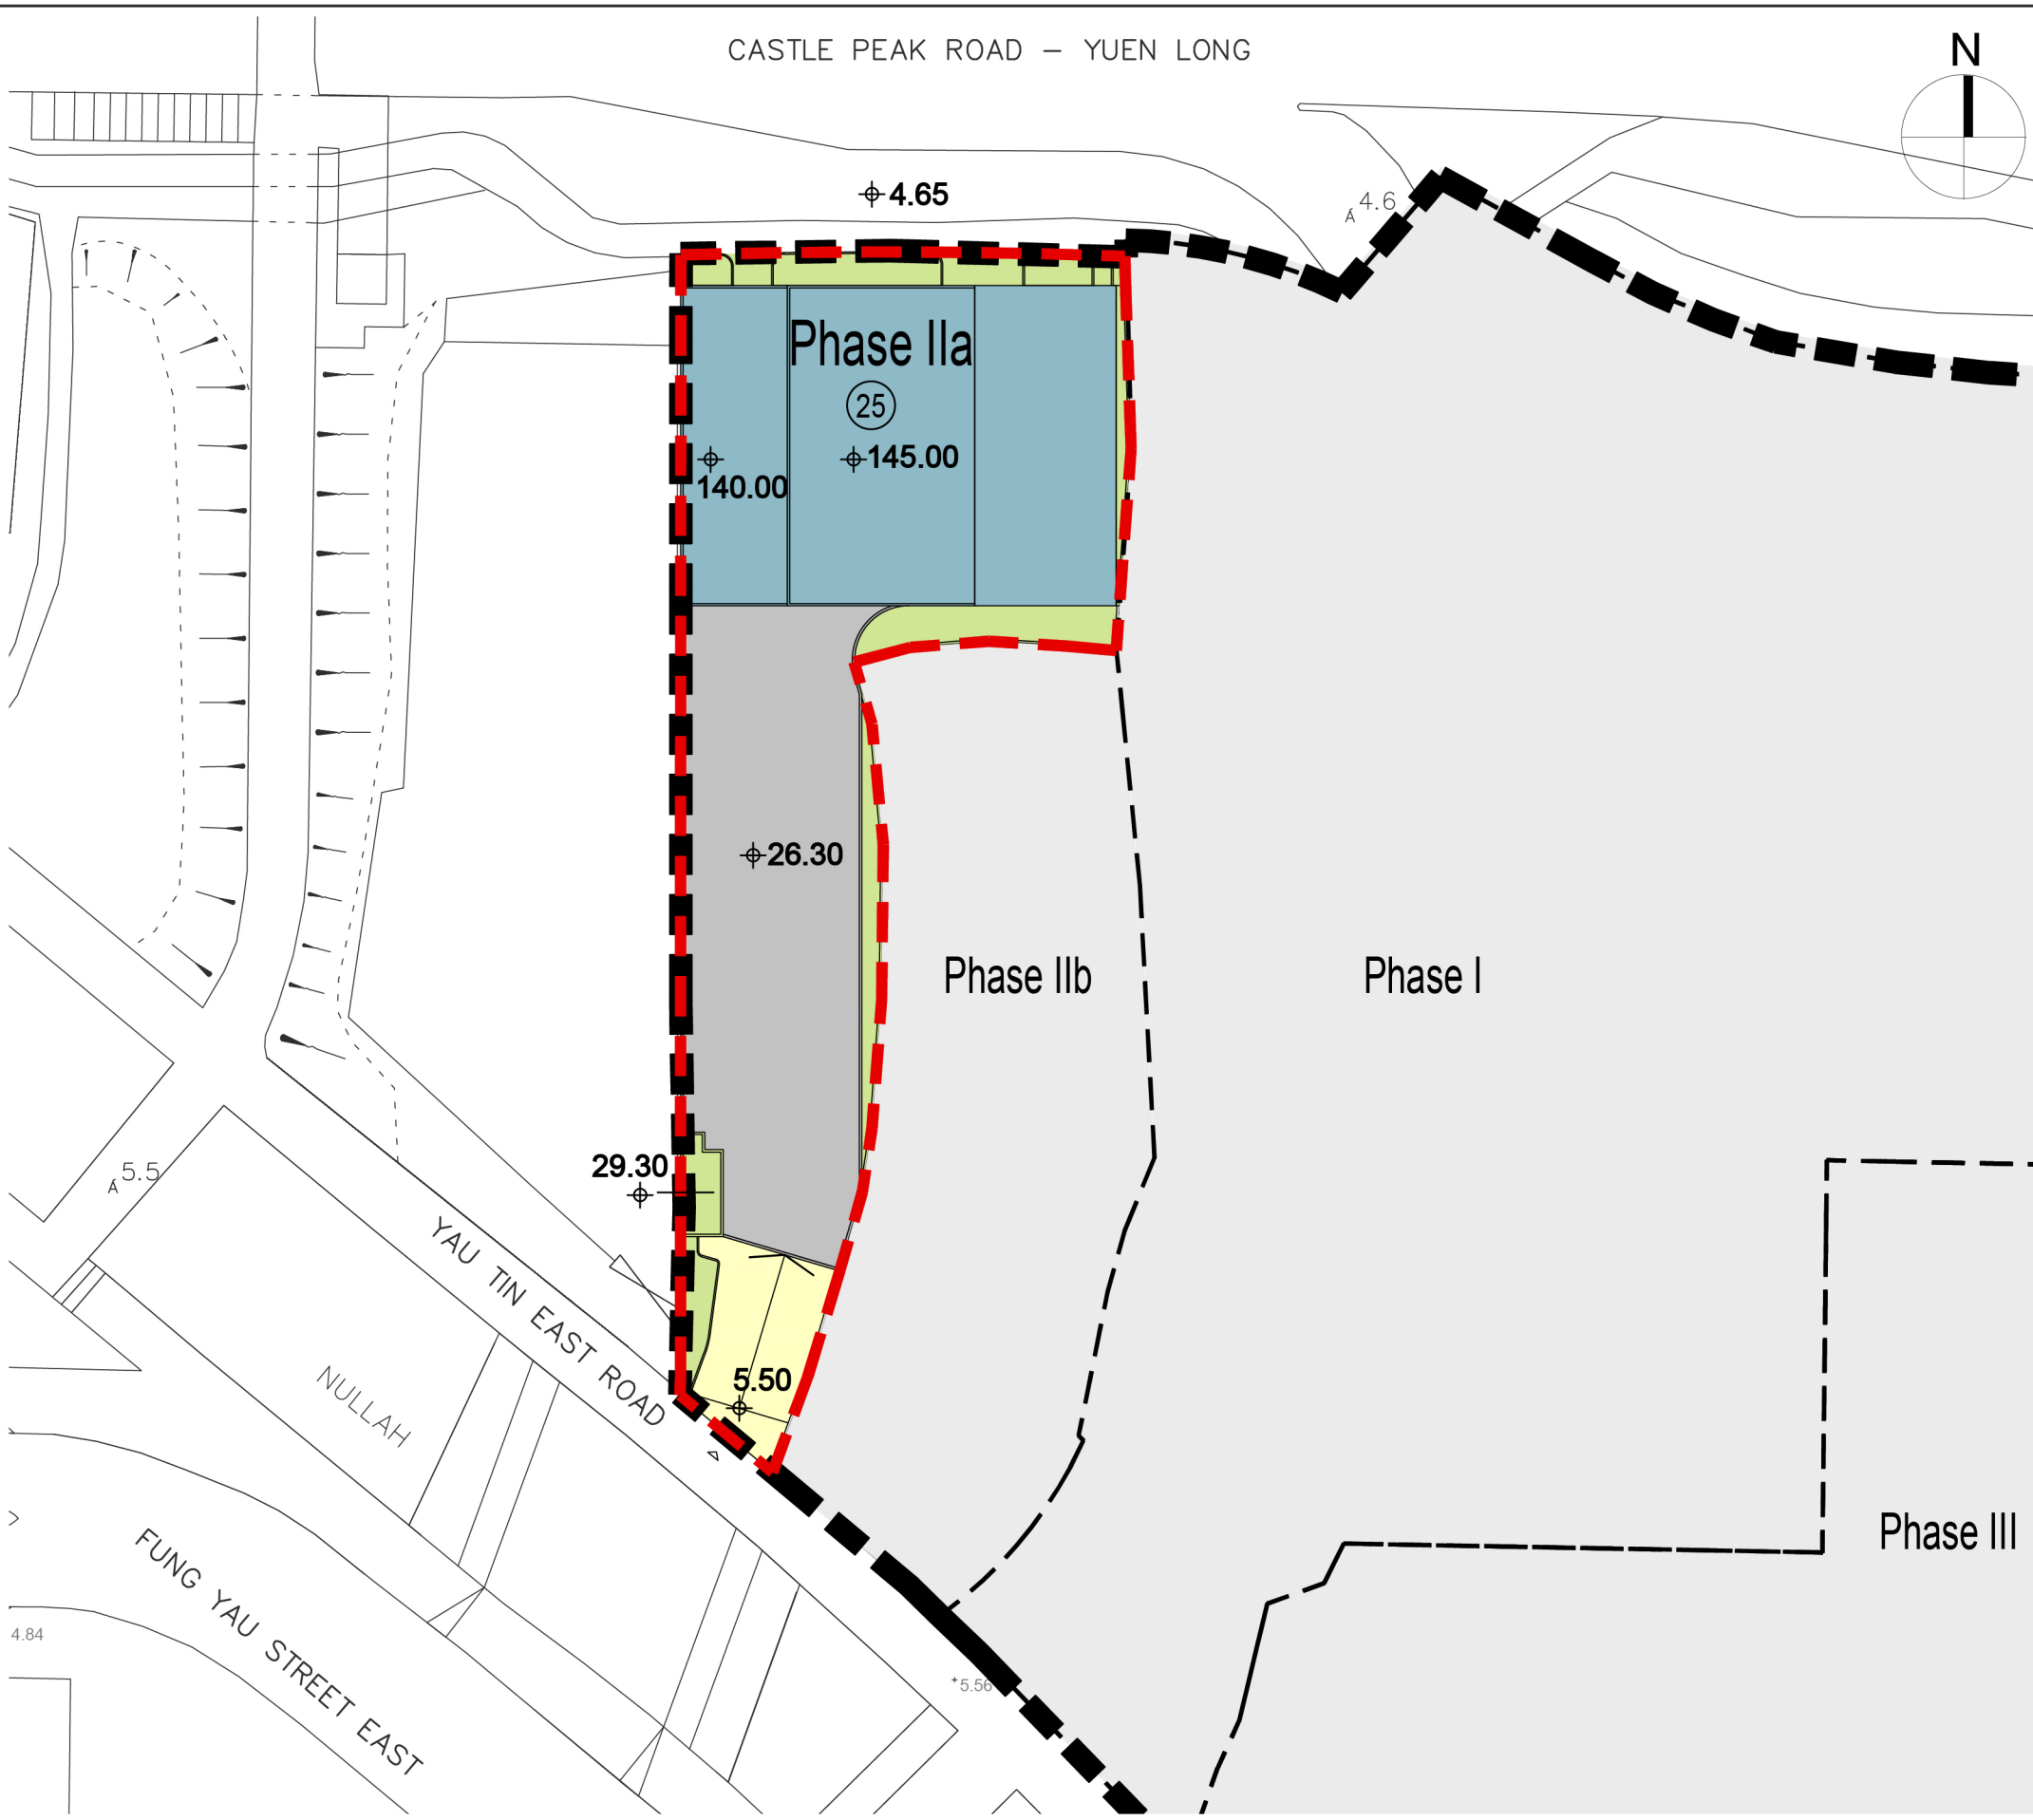 CASTLE PEAK ROAD – YUEN LONG
N
4.65
4.6
Phase IIa
25
140.00
145.00
26.30
Phase IIb
Phase I
29.30
5.5
YAU TIN EAST ROAD
5.50
NULLAH
Phase III
FUNG YAU STREET EAST
4.84
+5.56